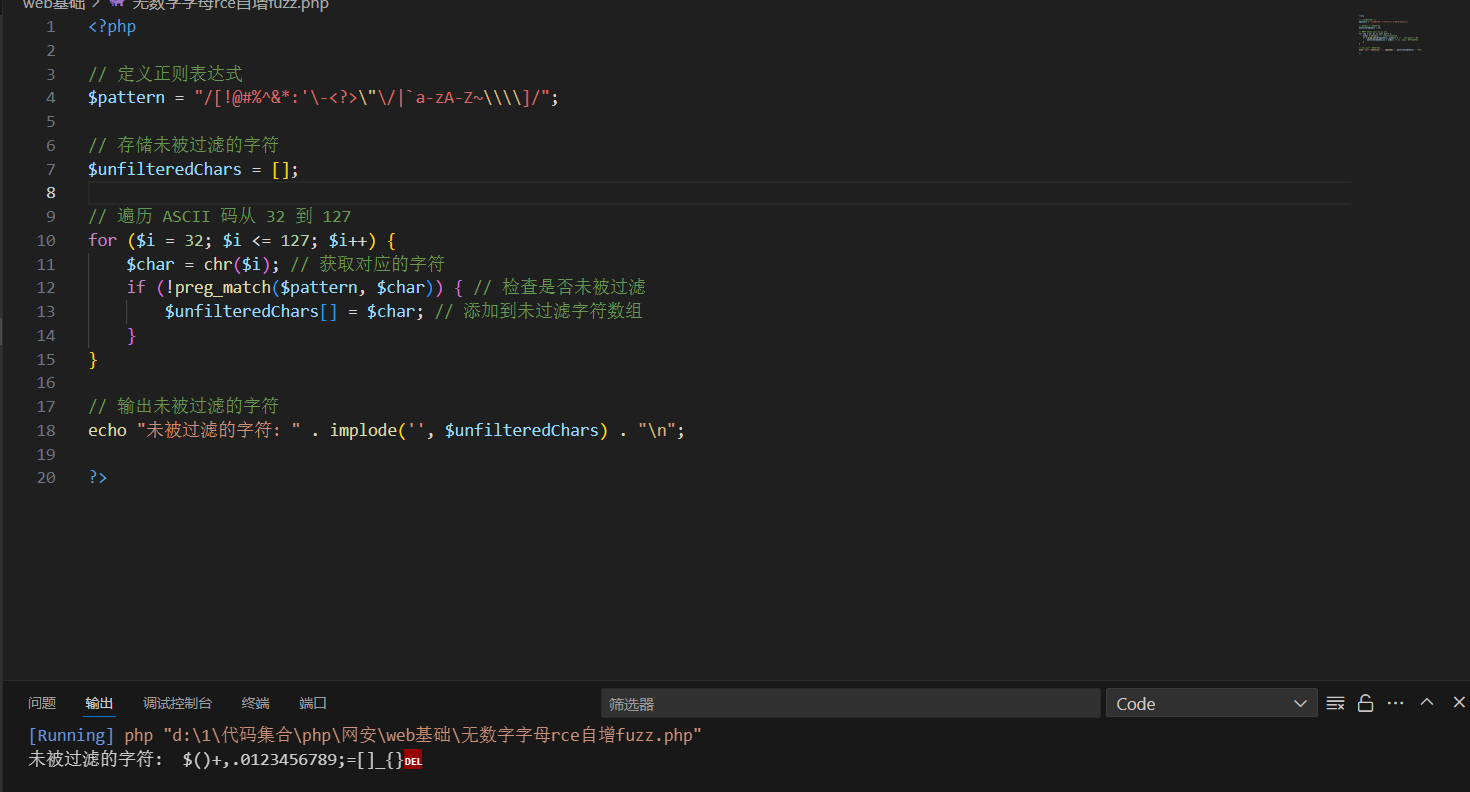 web基础 > 无数字字母rce自增fuzz.php
1 <?php
2
3 // 定义正则表达式
4 $pattern = "/[!@#%^&*:'\-<?>\"\/|`a-zA-Z~\\\\]/";
5
6 // 存储未被过滤的字符
7 $unfilteredChars = [];
8
9 // 遍历 ASCII 码从 32 到 127
10 for ($i = 32; $i <= 127; $i++) {
11 $char = chr($i); // 获取对应的字符
12 if (!preg_match($pattern, $char)) { // 检查是否未被过滤
13 $unfilteredChars[] = $char; // 添加到未过滤字符数组
14 }
15 }
16
17 // 输出未被过滤的字符
18 echo "未被过滤的字符: " . implode('', $unfilteredChars) . "\n";
19
20 ?>
问题 输出 调试控制台 终端 端口 筛选器 Code
[Running] php "d:\1\代码集合\php\网安\web基础\无数字字母rce自增fuzz.php"
未被过滤的字符:  $()+,.0123456789;=[]_{}DEL